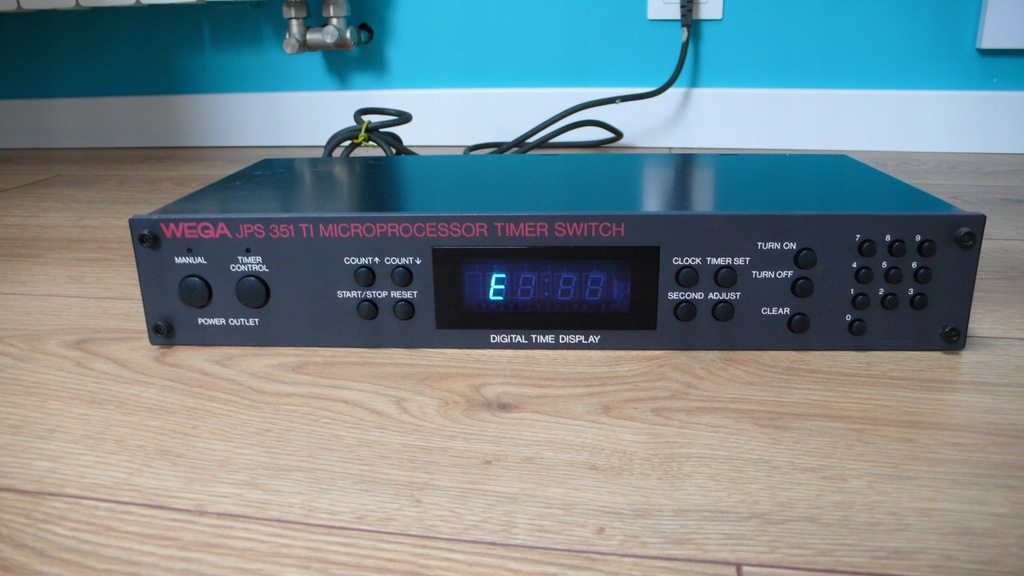 WEGA JPS 351 TI MICROPROCESSOR TIMER SWITCH
MANUAL
TIMER
CONTROL
POWER OUTLET
COUNT↑ COUNT↓
START/STOP RESET
E
DIGITAL TIME DISPLAY
CLOCK TIMER SET
SECOND ADJUST
TURN ON
TURN OFF
CLEAR
7 8 9
4 5 6
1 2 3
0